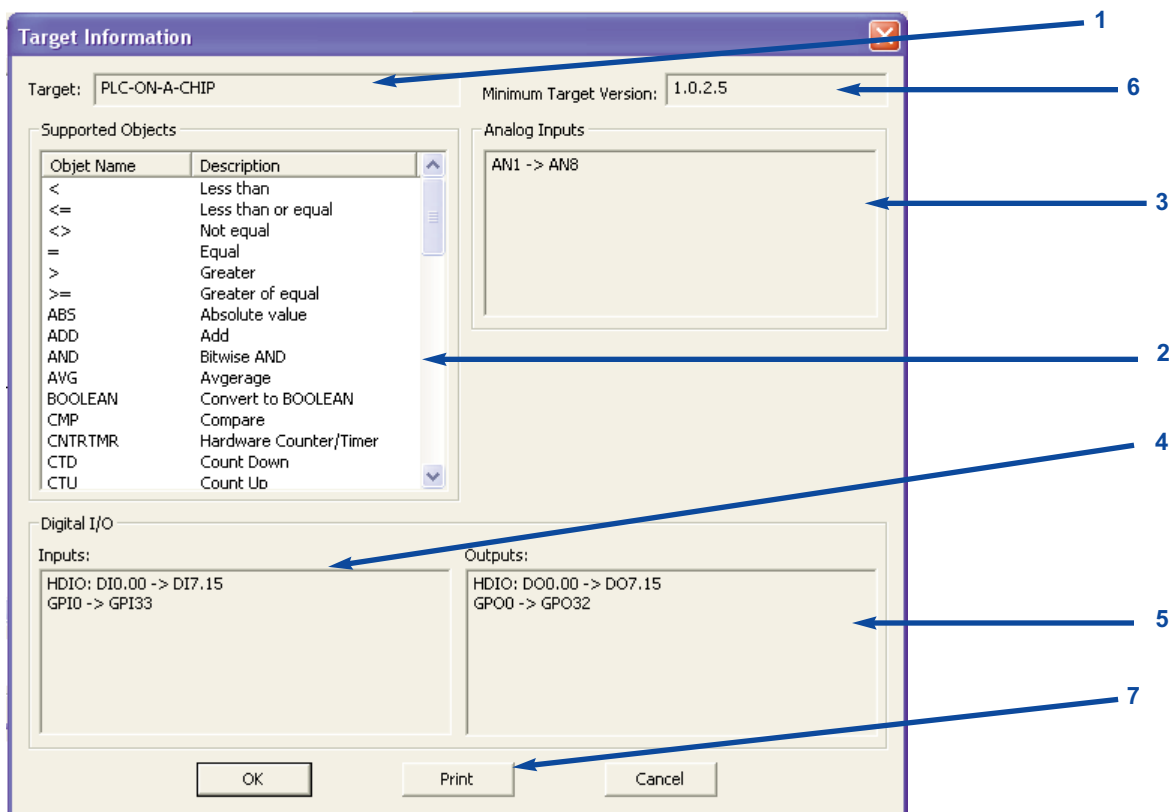 Target Information
1
Target: PLC-ON-A-CHIP
Minimum Target Version: 1.0.2.5
6
Supported Objects
Objet Name Description
< Less than
<= Less than or equal
<> Not equal
= Equal
> Greater
>= Greater of equal
ABS Absolute value
ADD Add
AND Bitwise AND
AVG Avgerage
BOOLEAN Convert to BOOLEAN
CMP Compare
CNTRTMR Hardware Counter/Timer
CTD Count Down
CTU Count Up
Analog Inputs
AN1 -> AN8
3
2
4
Digital I/O
Inputs:
HDIO: DI0.00 -> DI7.15
GPI0 -> GPI33
Outputs:
HDIO: DO0.00 -> DO7.15
GPO0 -> GPO32
5
7
OK
Print
Cancel